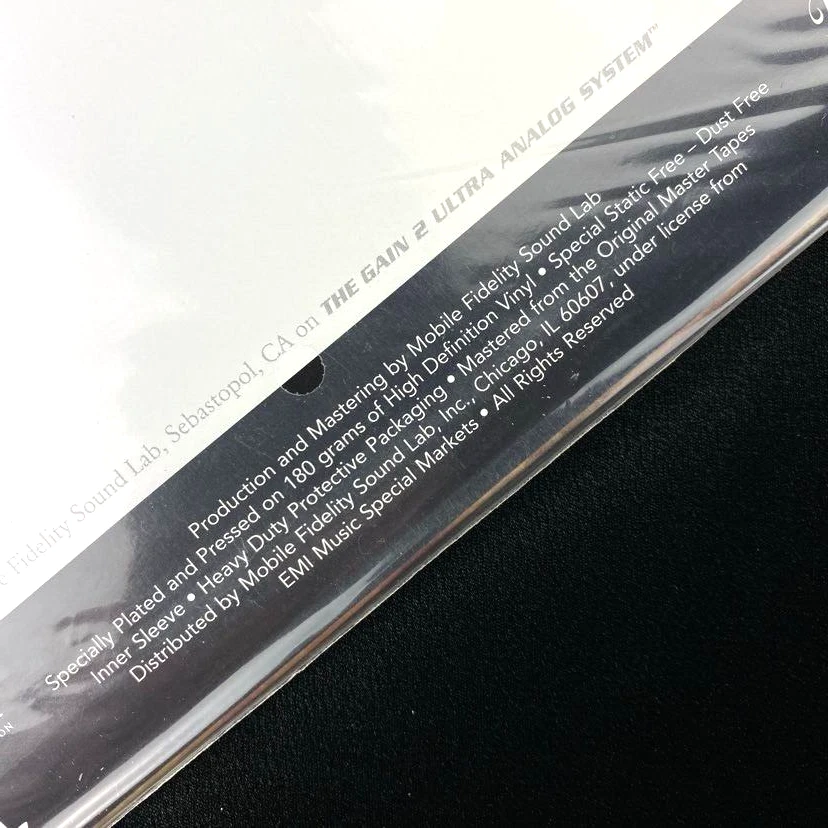 Fidelity Sound Lab, Sebastopol, CA on THE GAIN 2 ULTRA ANALOG SYSTEM™
Production and Mastering by Mobile Fidelity Sound Lab
Specially Plated and Pressed on 180 grams of High Definition Vinyl • Special Static Free – Dust Free
Inner Sleeve • Heavy Duty Protective Packaging • Mastered from the Original Master Tapes
Distributed by Mobile Fidelity Sound Lab, Inc., Chicago, IL 60607, under license from
EMI Music Special Markets • All Rights Reserved